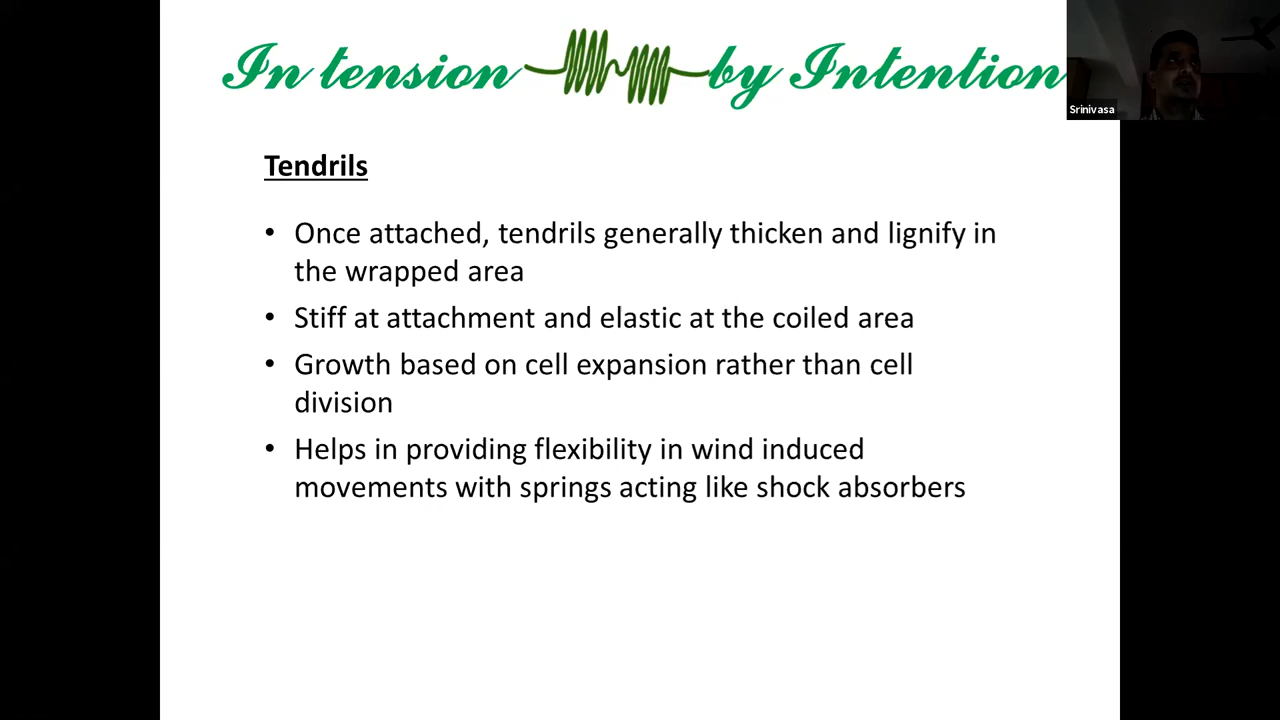 In tension by Intention
Srinivasa
Tendrils
• Once attached, tendrils generally thicken and lignify in
the wrapped area
• Stiff at attachment and elastic at the coiled area
• Growth based on cell expansion rather than cell
division
• Helps in providing flexibility in wind induced
movements with springs acting like shock absorbers